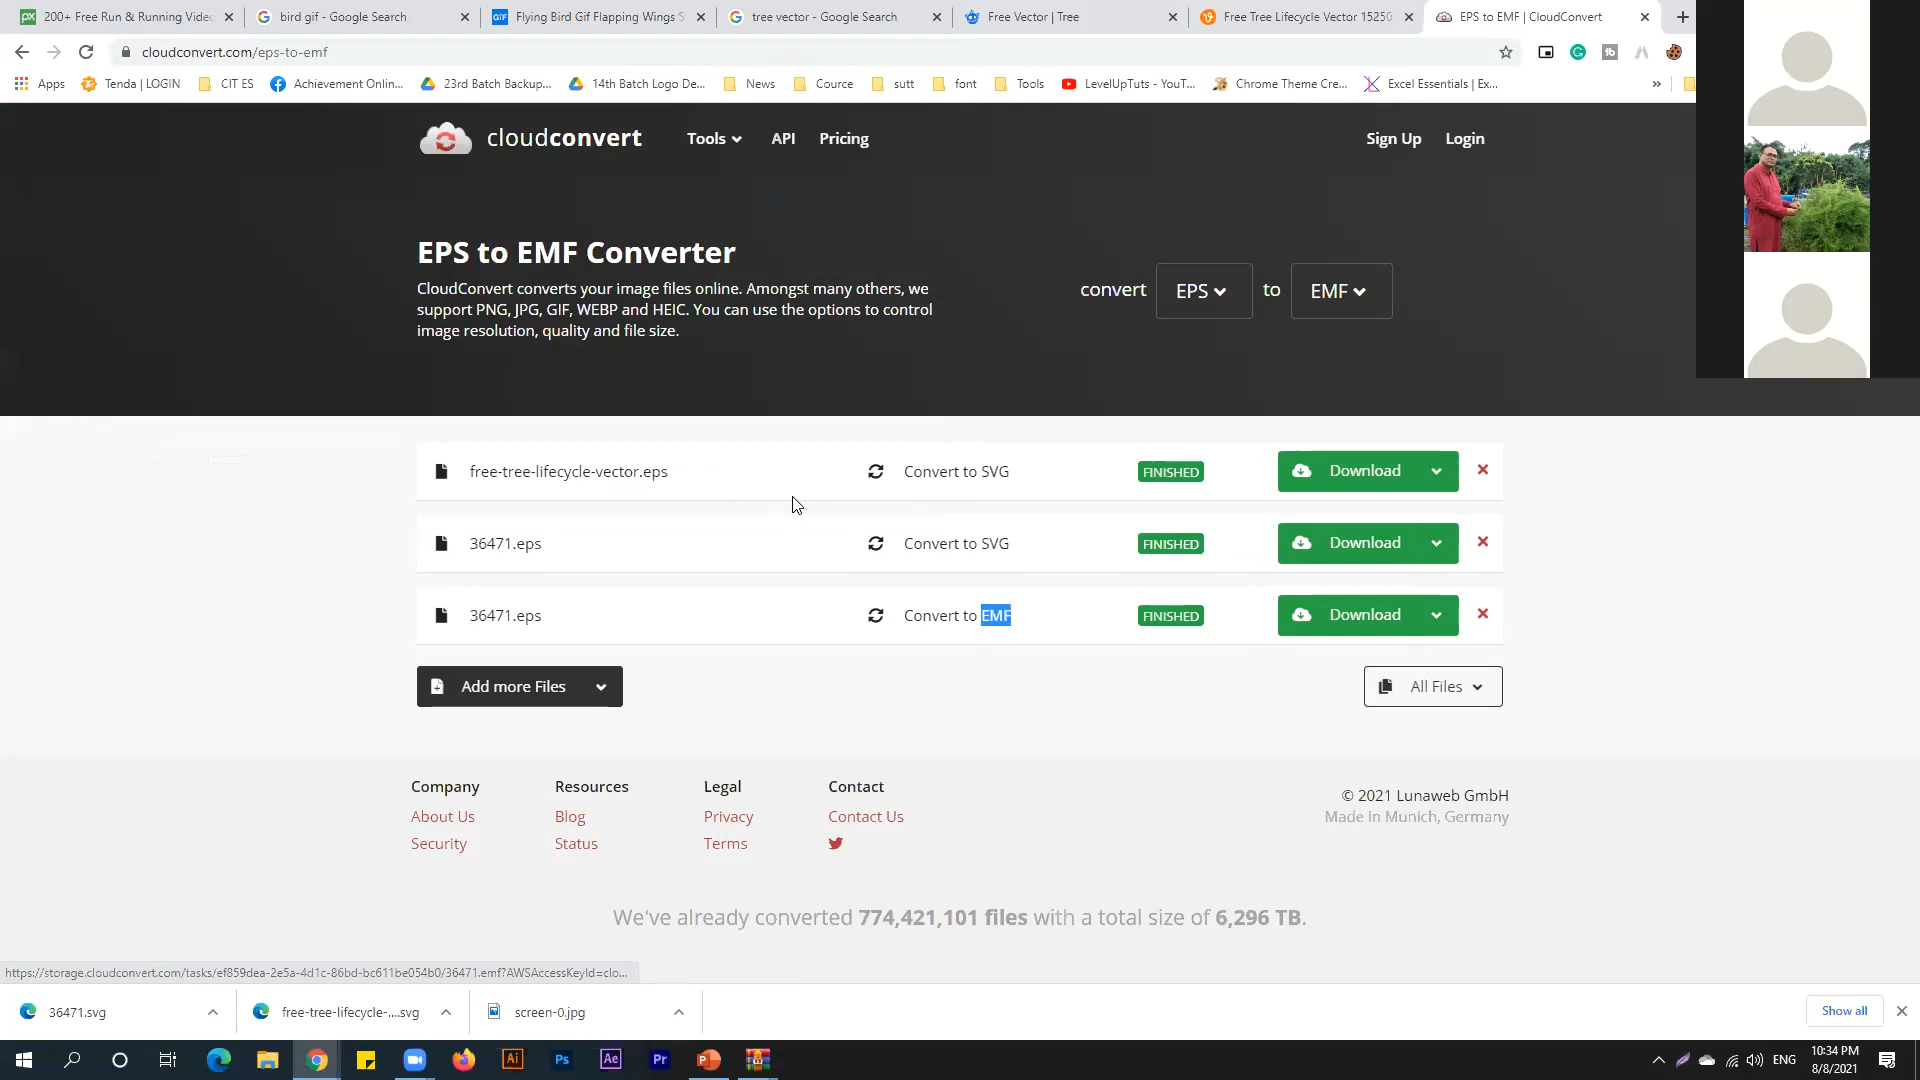 200+ Free Run & Running Vide
bird gif - Google Search
Flying Bird Gif Flapping Wings S
tree vector - Google Search
Free Vector | Tree
Free Tree Lifecycle Vector 15250
EPS to EMF | CloudConvert
cloudconvert.com/eps-to-emf
Apps
Tenda | LOGIN
CIT ES
Achievement Onlin...
23rd Batch Backup...
14th Batch Logo De...
News
Cource
sutt
font
Tools
LevelUpTuts - YouT...
Chrome Theme Cre...
Excel Essentials | Ex...
»
cloudconvert
Tools
API
Pricing
Sign Up
Login
EPS to EMF Converter
CloudConvert converts your image files online. Amongst many others, we
support PNG, JPG, GIF, WEBP and HEIC. You can use the options to control
image resolution, quality and file size.
convert EPS to EMF
free-tree-lifecycle-vector.eps Convert to SVG FINISHED Download
36471.eps Convert to SVG FINISHED Download
36471.eps Convert to EMF FINISHED Download
Add more Files
All Files
Company Resources Legal Contact
About Us Blog Privacy Contact Us
Security Status Terms
© 2021 Lunaweb GmbH
Made in Munich, Germany
We've already converted 774,421,101 files with a total size of 6,296 TB.
https://storage.cloudconvert.com/tasks/ef859dea-2e5a-4d1c-86bd-bc611be054b0/36471.emf?AWSAccessKeyId=clo...
36471.svg
free-tree-lifecycle-....svg
screen-0.jpg
Show all
Ai
Ps
Ae
Pr
ENG
10:34 PM
8/8/2021